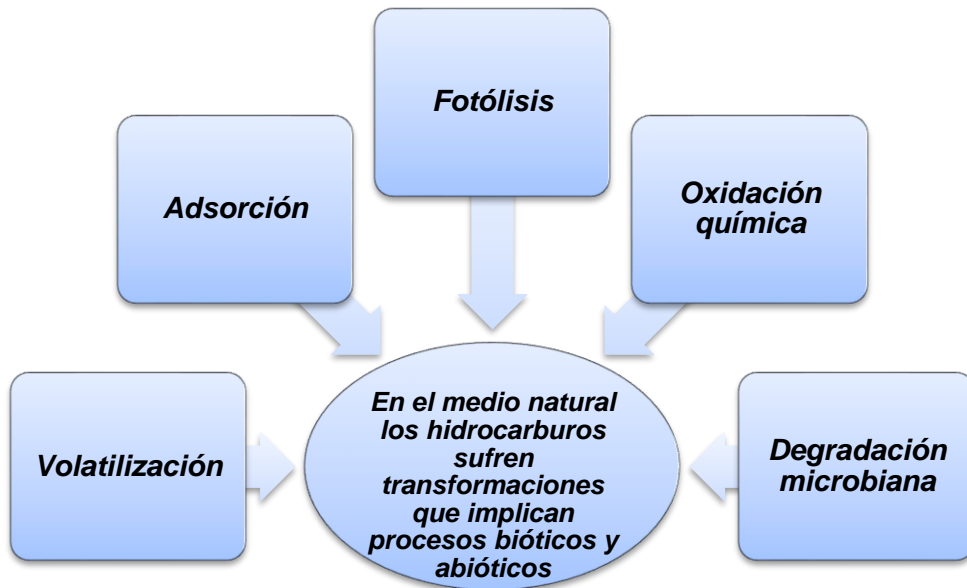 Fotólisis
Adsorción
Oxidación
química
Volatilización
En el medio natural
los hidrocarburos
sufren
transformaciones
que implican
procesos bióticos y
abióticos
Degradación
microbiana